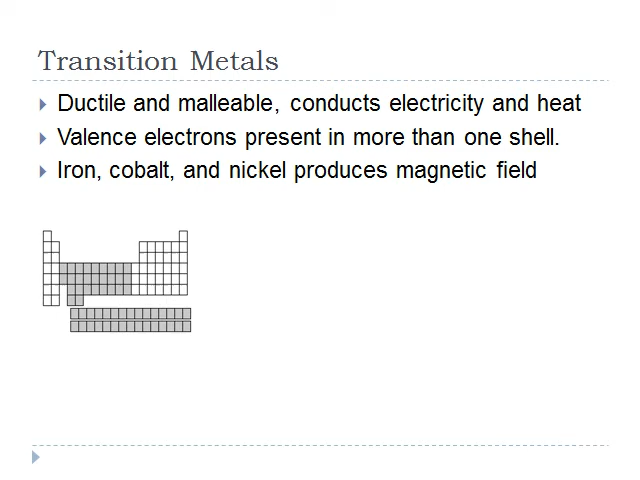 Transition Metals
Ductile and malleable, conducts electricity and heat
Valence electrons present in more than one shell.
Iron, cobalt, and nickel produces magnetic field